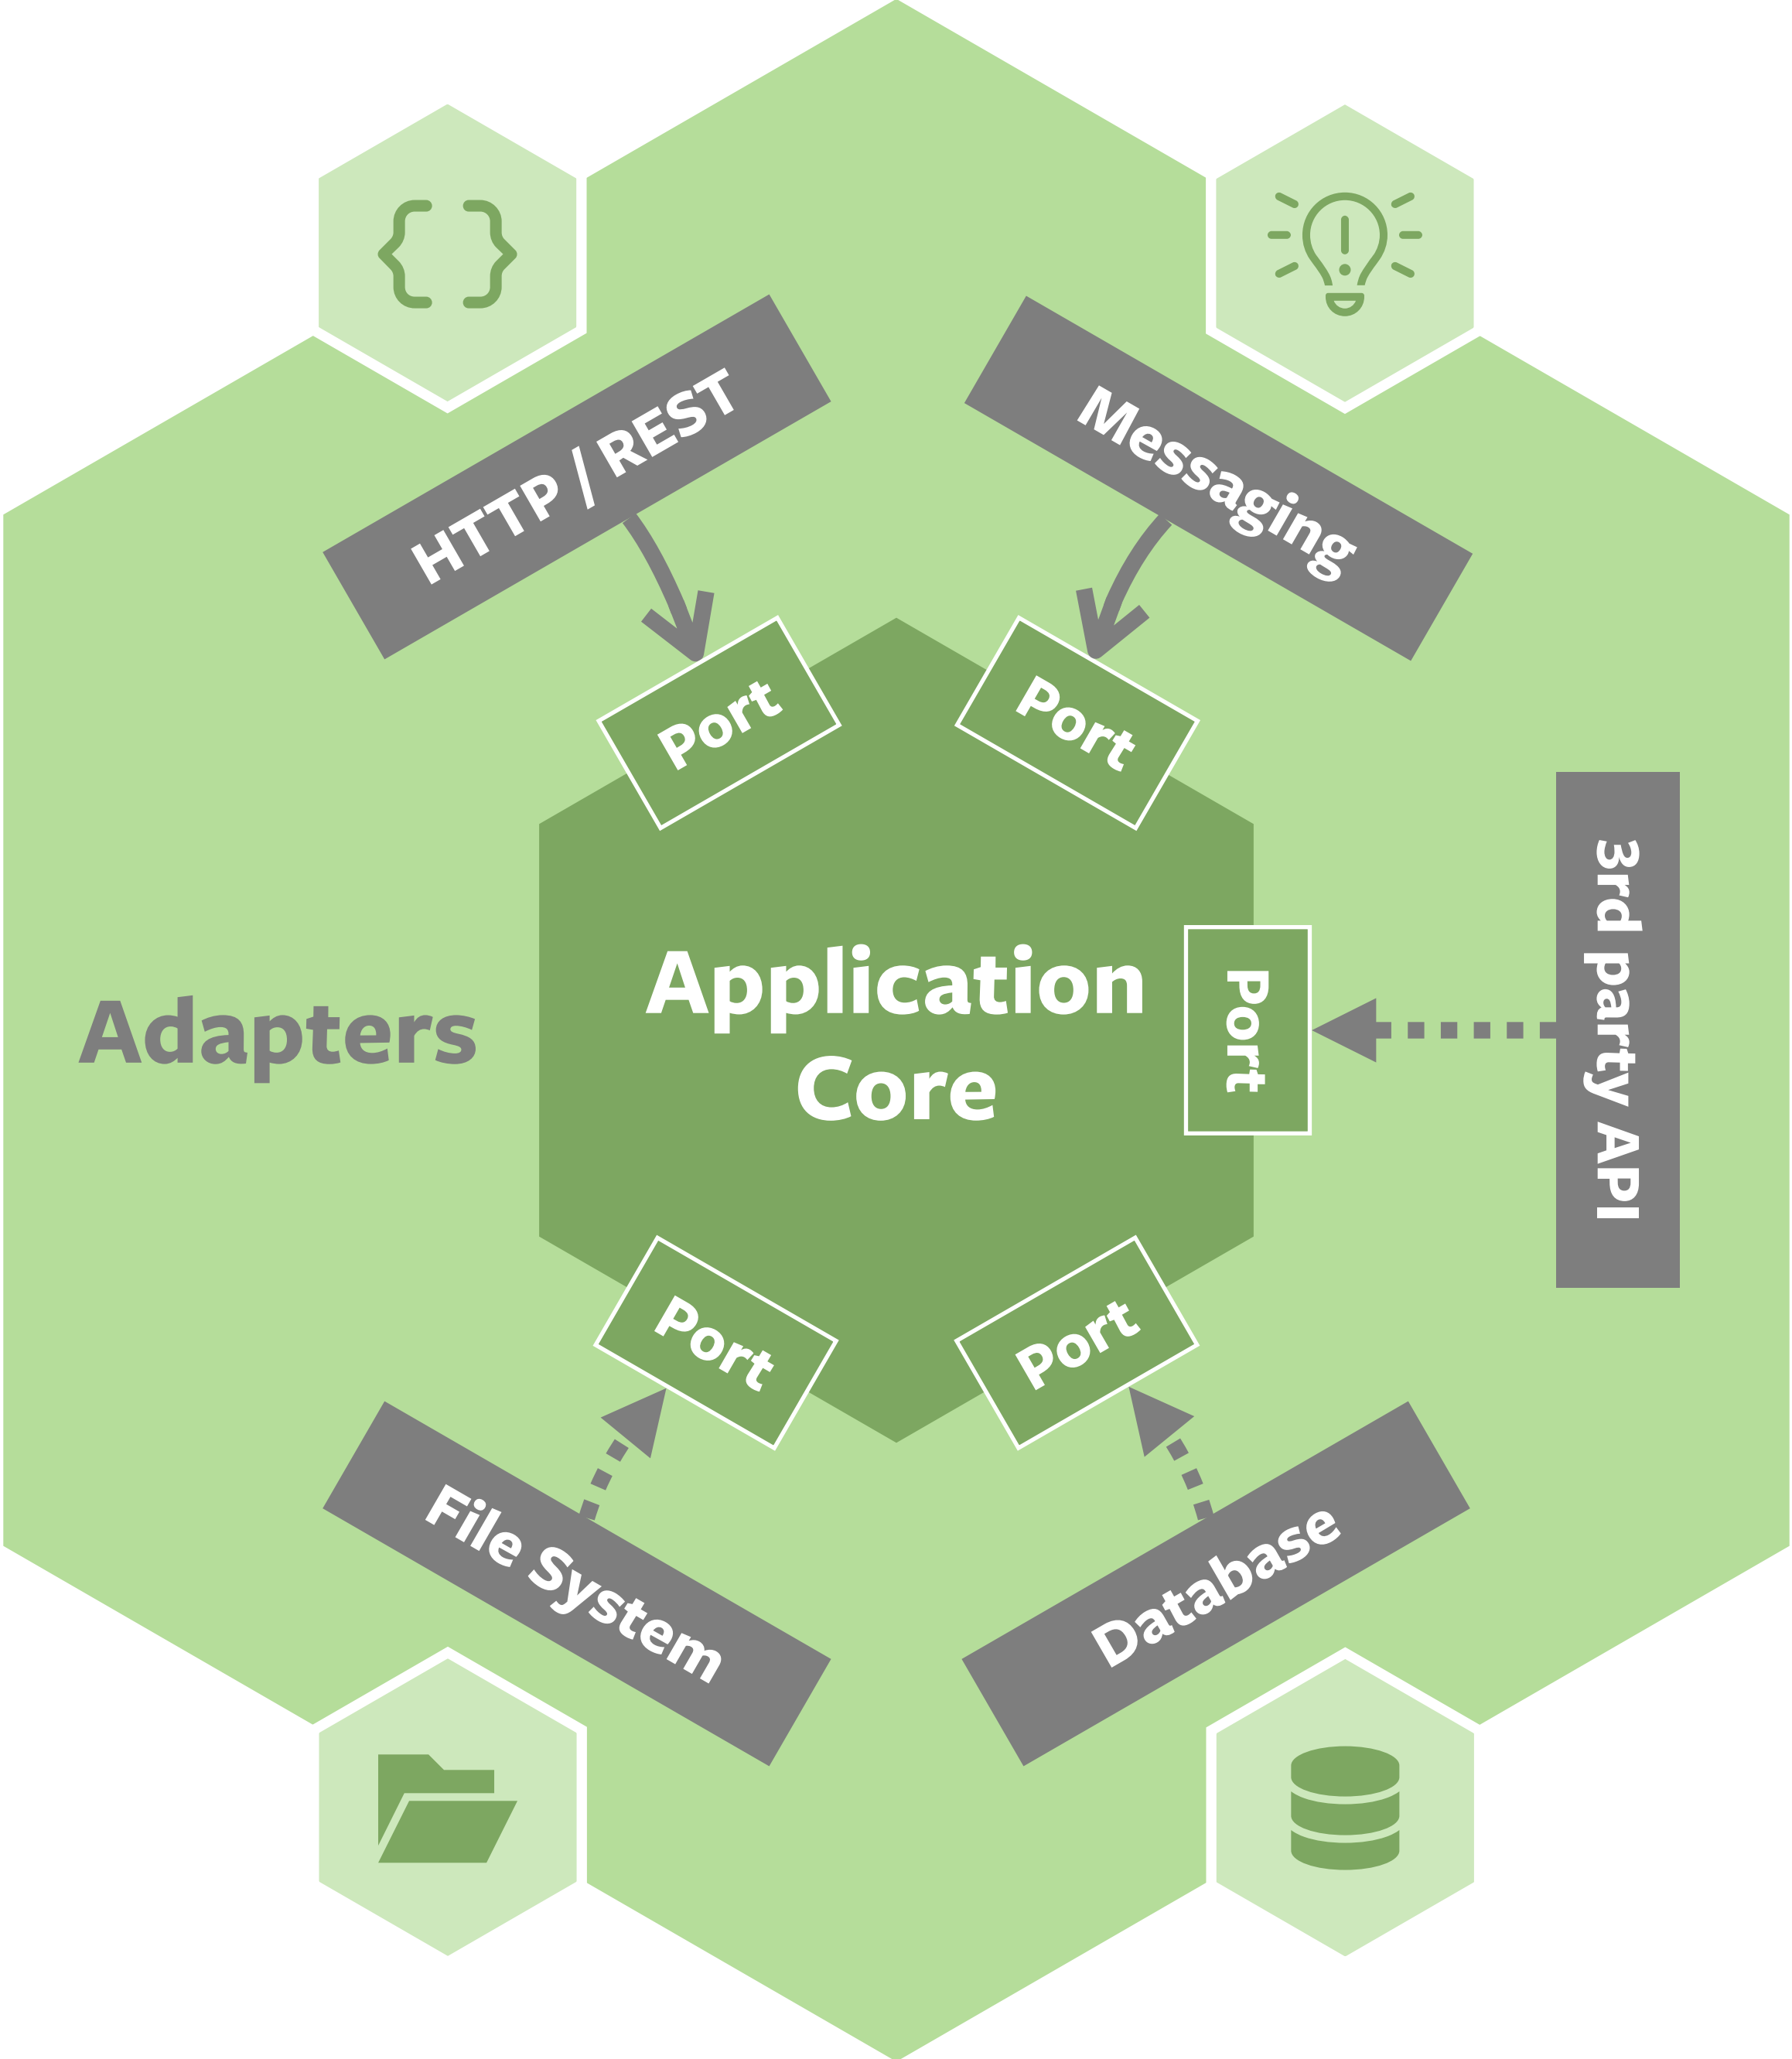 HTTP / REST
Messaging
Port
Port
3rd party API
Application
Core
Port
Adapters
Port
Port
File System
Database